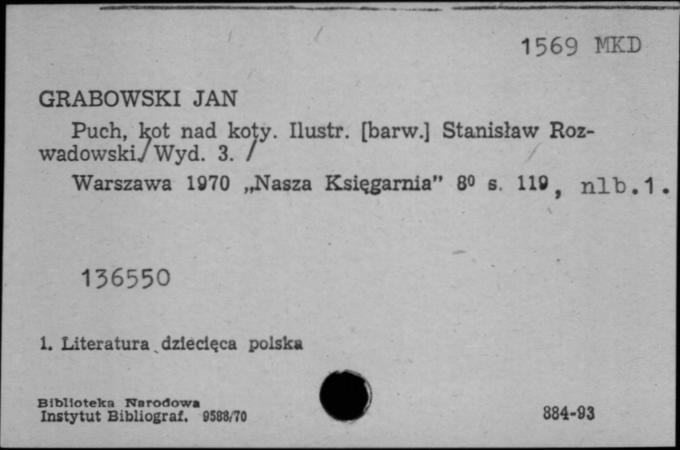 1569 MKD
GRABOWSKI JAN
Puch, kot nad koty. Ilustr. [barw.] Stanisław Roz-
wadowski./Wyd. 3. /
Warszawa 1970 „Nasza Księgarnia” 8⁰ s. 119, nlb.1.
136550
1. Literatura dziecięca polska
Biblioteka Narodowa
Instytut Bibliograf. 9588/70
884-93